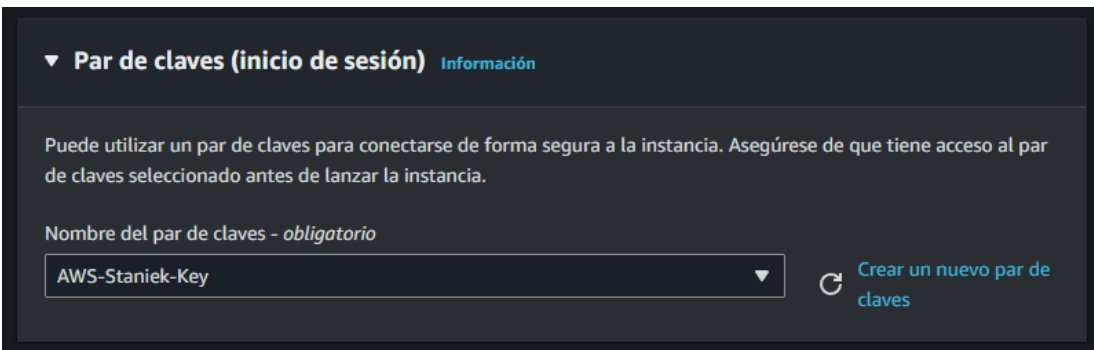 Par de claves (inicio de sesión) Información
Puede utilizar un par de claves para conectarse de forma segura a la instancia. Asegúrese de que tiene acceso al par
de claves seleccionado antes de lanzar la instancia.
Nombre del par de claves - obligatorio
AWS-Staniek-Key
Crear un nuevo par de
claves